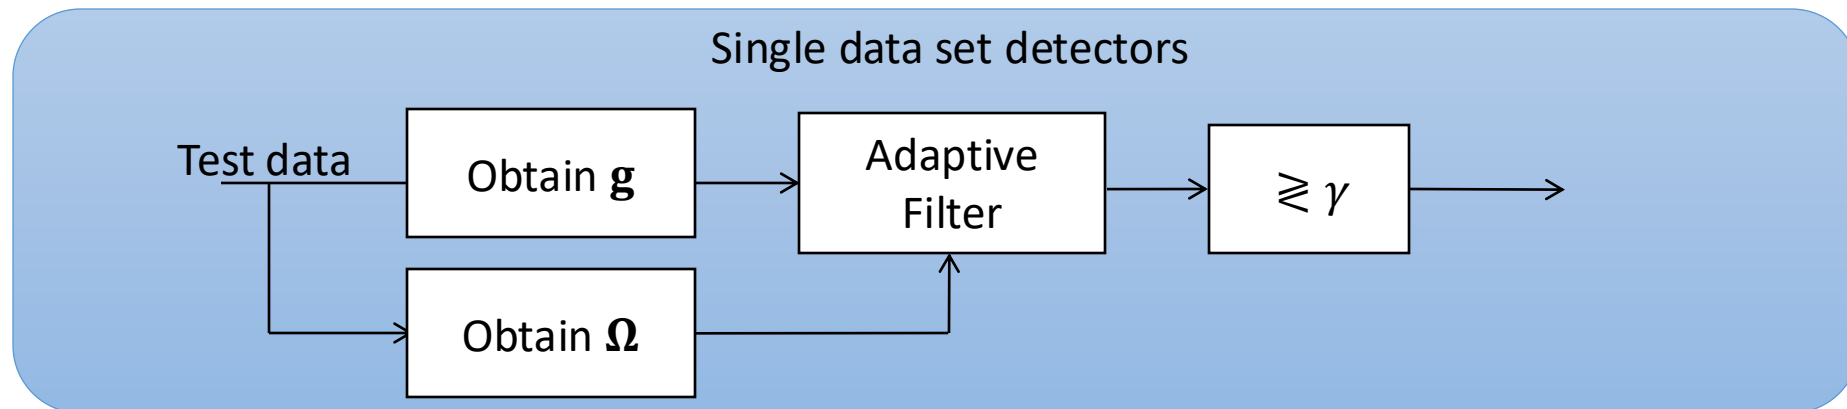 Single data set detectors
Test data
Obtain 𝐠
Adaptive
Filter
≷ 𝛾
Obtain 𝛀